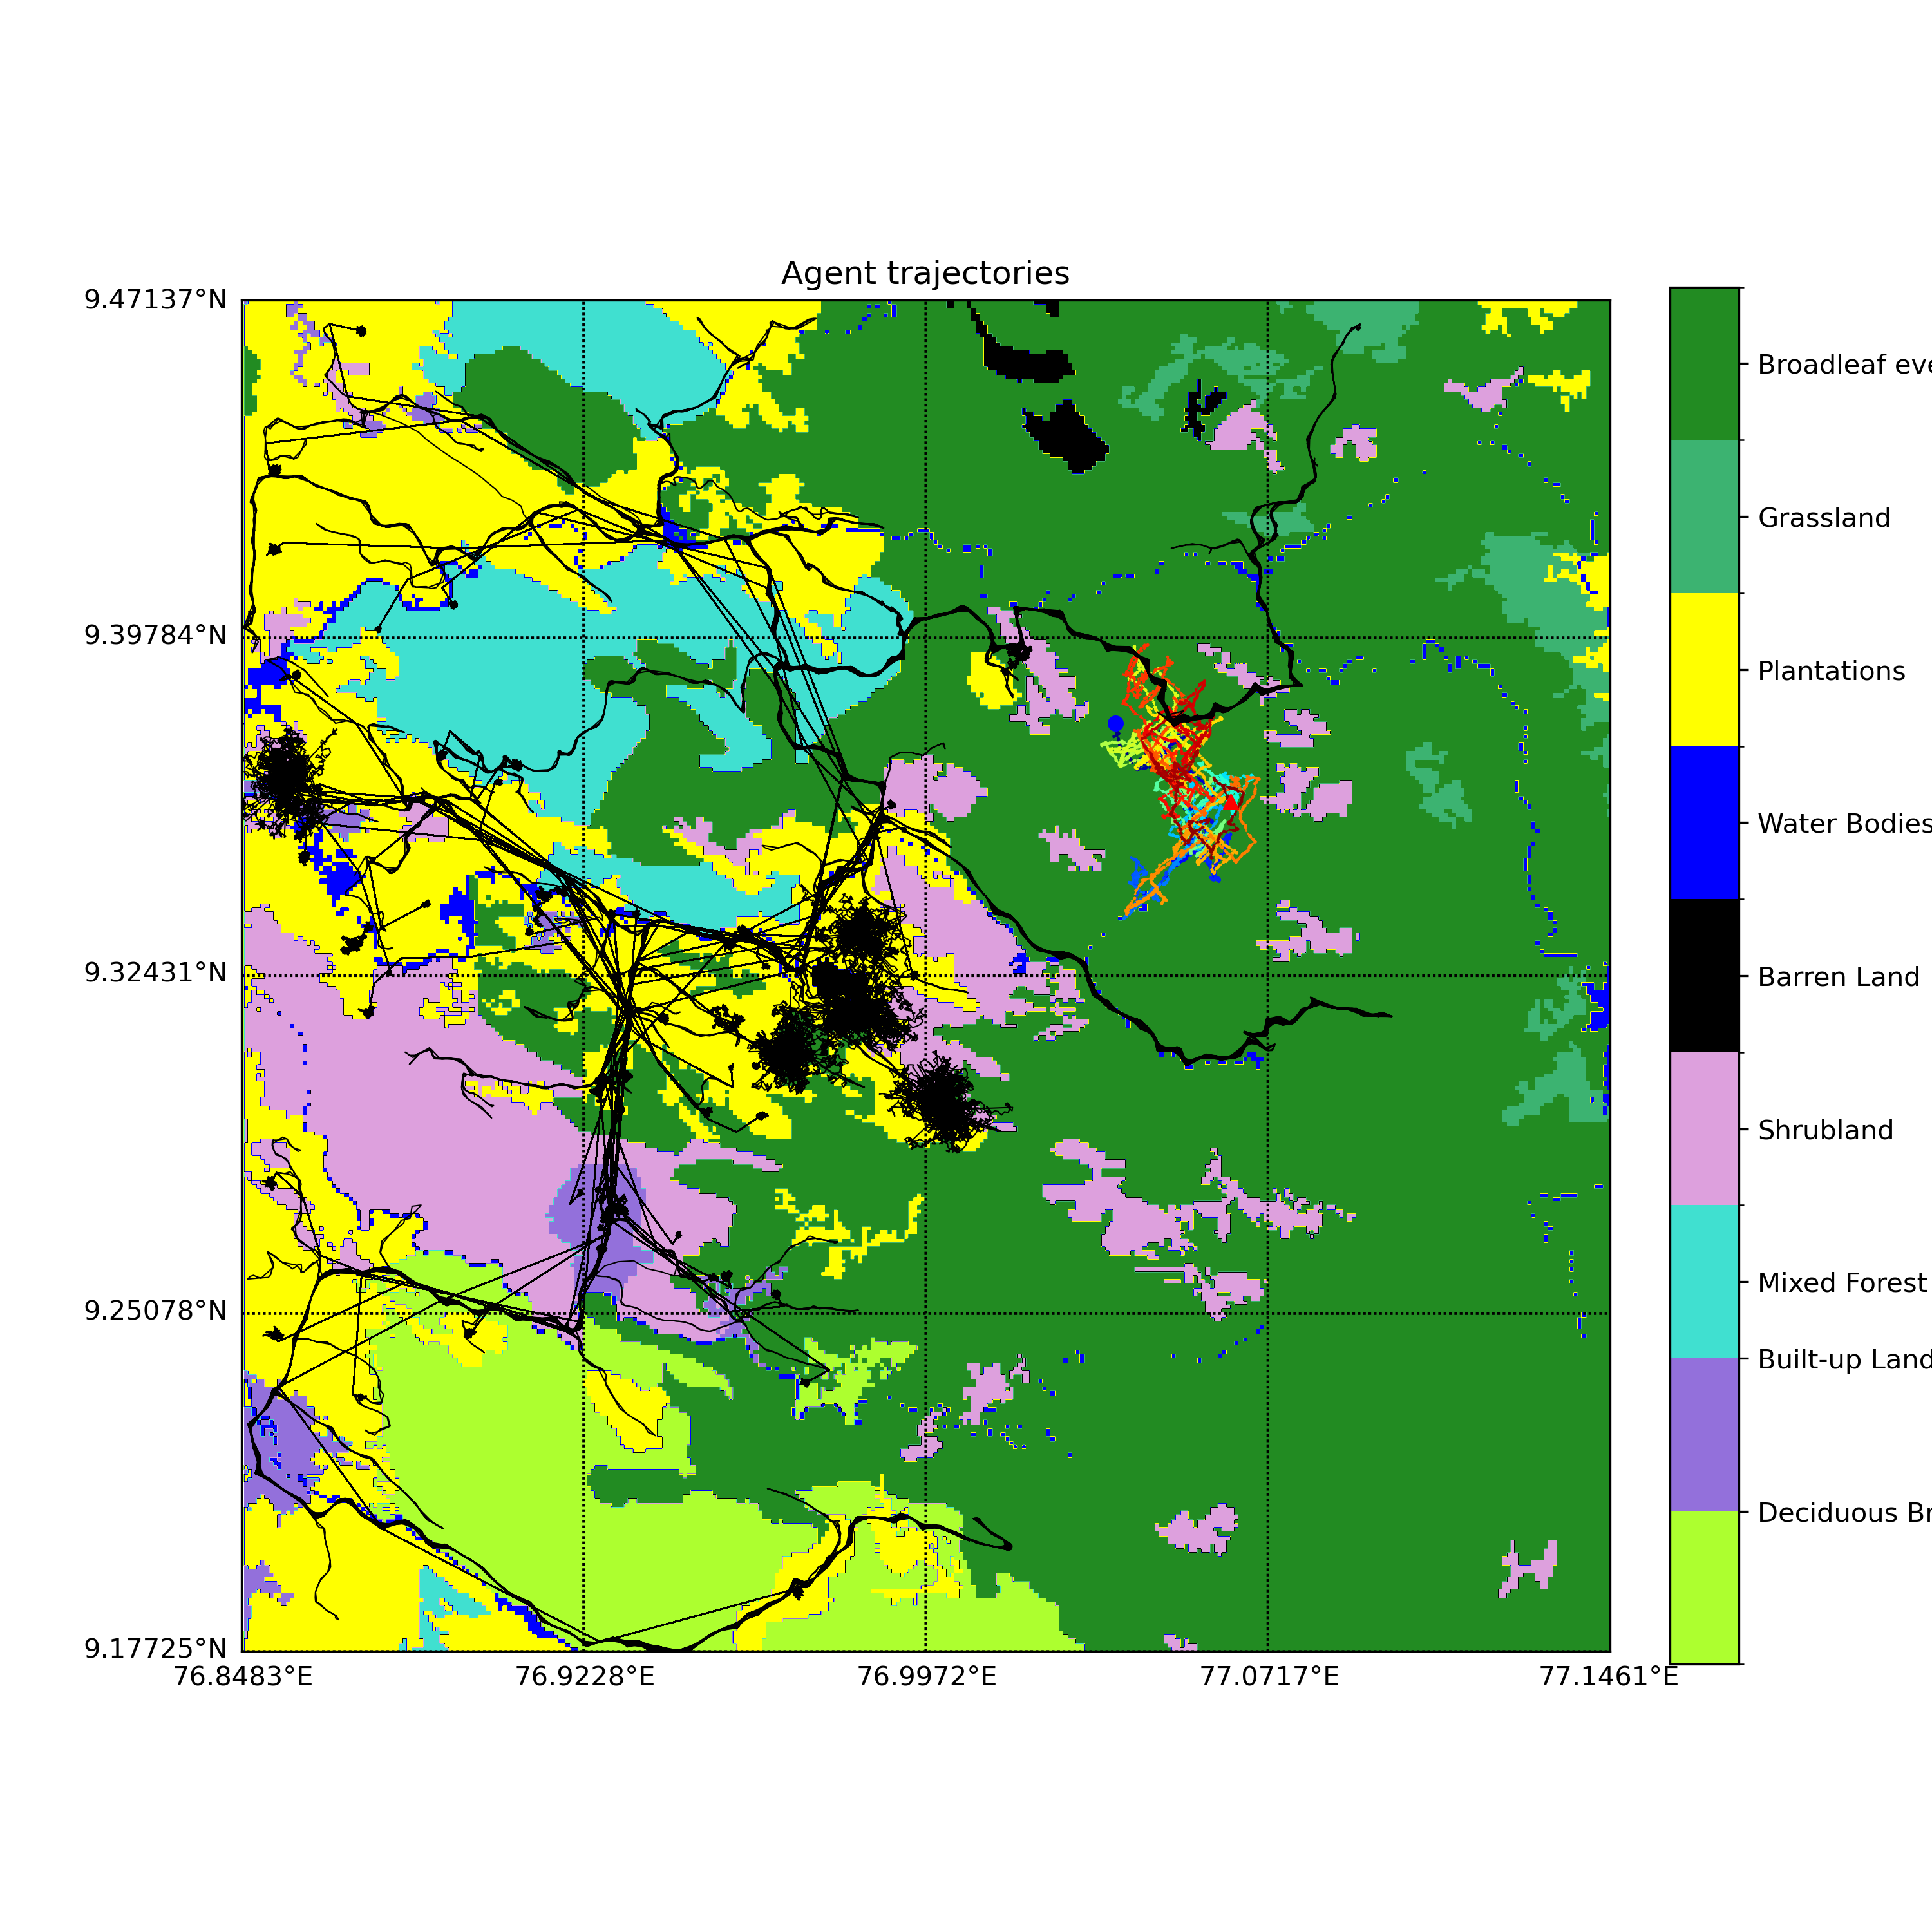 Agent trajectories
9.47137°N
9.39784°N
9.32431°N
9.25078°N
9.17725°N
76.8483°E
76.9228°E
76.9972°E
77.0717°E
77.1461°E
Broadleaf eve
Grassland
Plantations
Water Bodies
Barren Land
Shrubland
Mixed Forest
Built-up Land
Deciduous Br